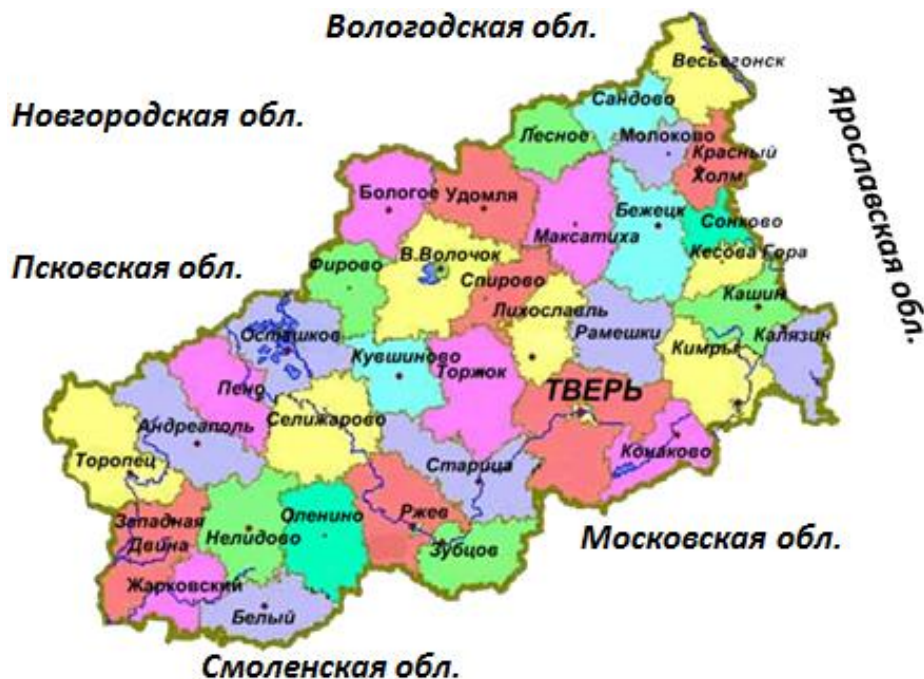 Вологодская обл.
Весьегонск
Сандово
Новгородская обл.
Ярославская обл.
Лесное
Молоково
Красный
Холм
Бологое
Удомля
Бежецк
Сонково
Максатиха
В.Волочок
Кесова Гора
Псковская обл.
Фирово
Спирово
Кашин
Лихославль
Осташков
Рамешки
Калязин
Кимры
Кувшиново
Торжок
Пено
ТВЕРЬ
Селижарово
Андреаполь
Торопец
Старица
Конаково
Западная
Двина
Оленино
Ржев
Нелидово
Зубцов
Московская обл.
Жарковский
Белый
Смоленская обл.